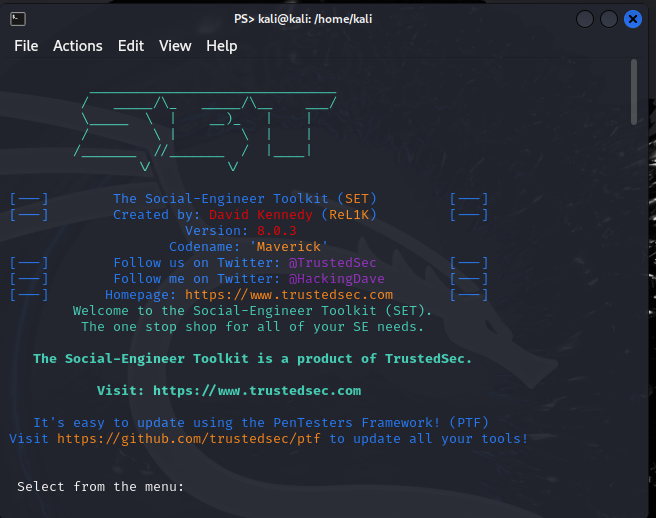 PS> kali@kali: /home/kali
File Actions Edit View Help
[---] The Social-Engineer Toolkit (SET) [---]
[---] Created by: David Kennedy (ReL1K) [---]
Version: 8.0.3
Codename: 'Maverick'
[---] Follow us on Twitter: @TrustedSec [---]
[---] Follow me on Twitter: @HackingDave [---]
[---] Homepage: https://www.trustedsec.com [---]
Welcome to the Social-Engineer Toolkit (SET).
The one stop shop for all of your SE needs.
The Social-Engineer Toolkit is a product of TrustedSec.
Visit: https://www.trustedsec.com
It's easy to update using the PenTesters Framework! (PTF)
Visit https://github.com/trustedsec/ptf to update all your tools!
Select from the menu: